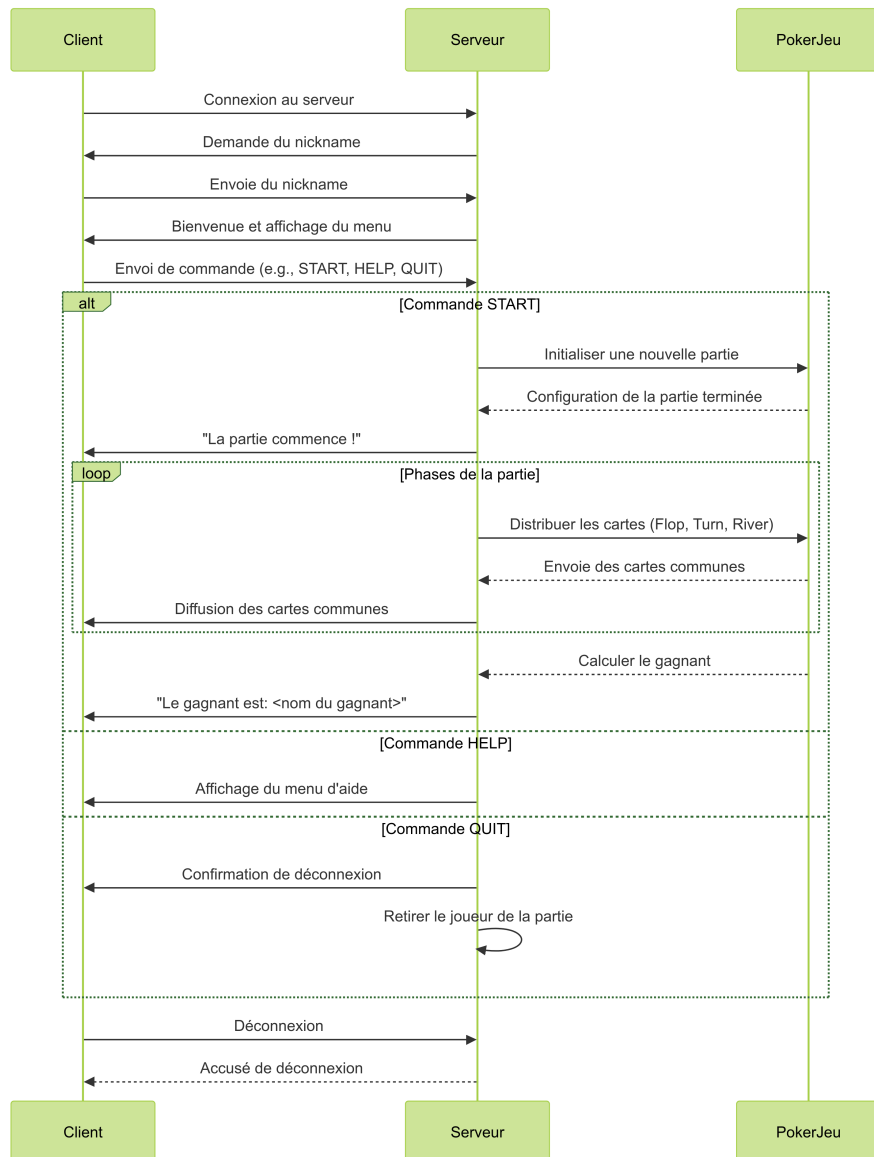 Client
Serveur
PokerJeu
Connexion au serveur
Demande du nickname
Envoie du nickname
Bienvenue et affichage du menu
Envoi de commande (e.g., START, HELP, QUIT)
alt
[Commande START]
Initialiser une nouvelle partie
Configuration de la partie terminée
"La partie commence !"
loop
[Phases de la partie]
Distribuer les cartes (Flop, Turn, River)
Envoie des cartes communes
Diffusion des cartes communes
Calculer le gagnant
"Le gagnant est: <nom du gagnant>"
[Commande HELP]
Affichage du menu d'aide
[Commande QUIT]
Confirmation de déconnexion
Retirer le joueur de la partie
Déconnexion
Accusé de déconnexion
Client
Serveur
PokerJeu